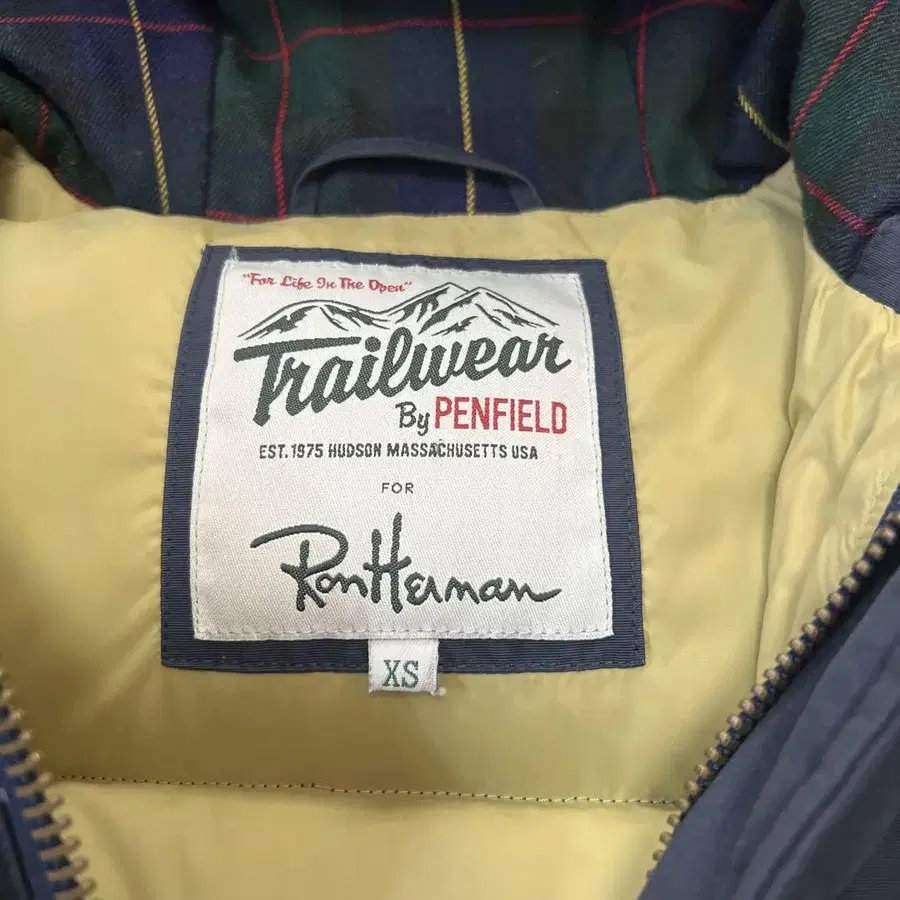 "For Life In The Open"
Trailwear
By PENFIELD
EST. 1975 HUDSON MASSACHUSETTS USA
FOR
Ron Herman
XS